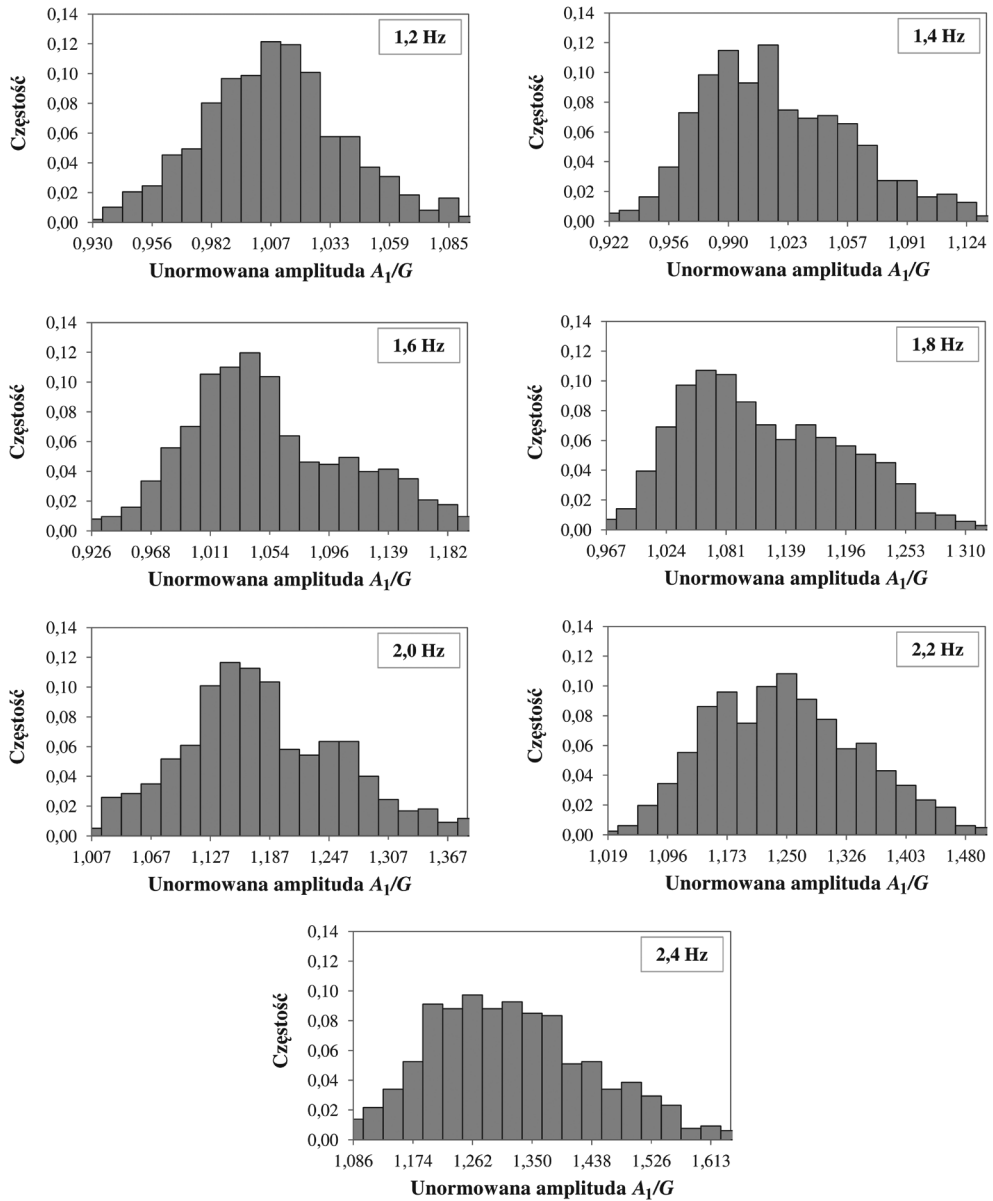 1,2 Hz
Częstość
0,14
0,12
0,10
0,08
0,06
0,04
0,02
0,00
0,930 0,956 0,982 1,007 1,033 1,059 1,085
Unormowana amplituda A1/G
1,4 Hz
Częstość
0,14
0,12
0,10
0,08
0,06
0,04
0,02
0,00
0,922 0,956 0,990 1,023 1,057 1,091 1,124
Unormowana amplituda A1/G
1,6 Hz
Częstość
0,14
0,12
0,10
0,08
0,06
0,04
0,02
0,00
0,926 0,968 1,011 1,054 1,096 1,139 1,182
Unormowana amplituda A1/G
1,8 Hz
Częstość
0,14
0,12
0,10
0,08
0,06
0,04
0,02
0,00
0,967 1,024 1,081 1,139 1,196 1,253 1 310
Unormowana amplituda A1/G
2,0 Hz
Częstość
0,14
0,12
0,10
0,08
0,06
0,04
0,02
0,00
1,007 1,067 1,127 1,187 1,247 1,307 1,367
Unormowana amplituda A1/G
2,2 Hz
Częstość
0,14
0,12
0,10
0,08
0,06
0,04
0,02
0,00
1,019 1,096 1,173 1,250 1,326 1,403 1,480
Unormowana amplituda A1/G
2,4 Hz
Częstość
0,14
0,12
0,10
0,08
0,06
0,04
0,02
0,00
1,086 1,174 1,262 1,350 1,438 1,526 1,613
Unormowana amplituda A1/G